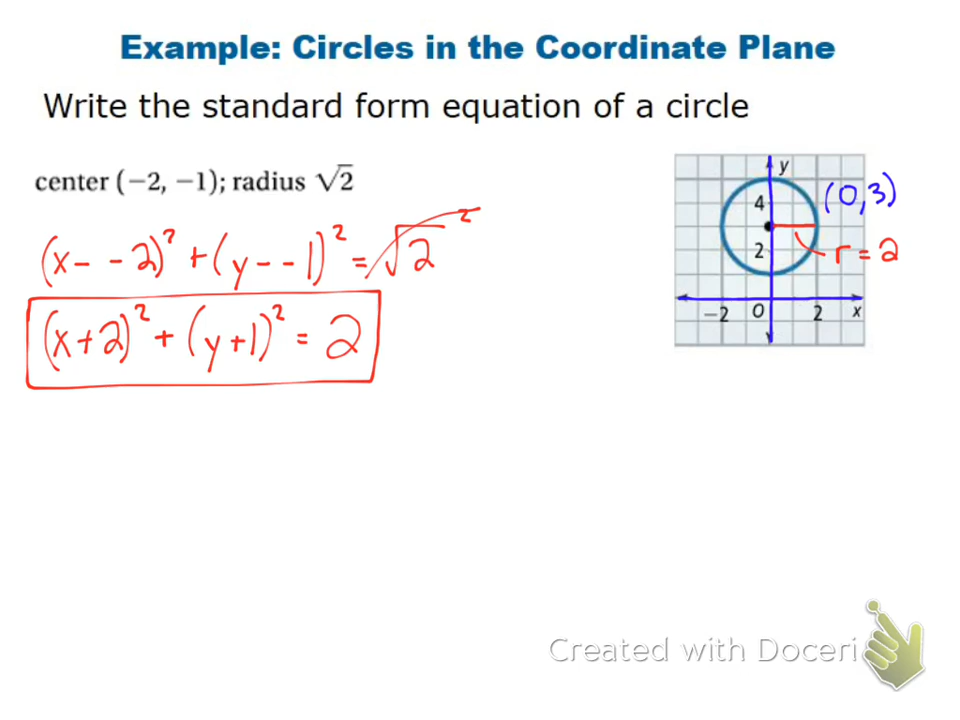 Example: Circles in the Coordinate Plane
Write the standard form equation of a circle
center (−2, −1); radius √2
(x - - 2)² + (y - - 1)² = √2²
(x + 2)² + (y + 1)² = 2
y
(0,3)
4
2
r = 2
−2 O 2 x
Created with Doceri